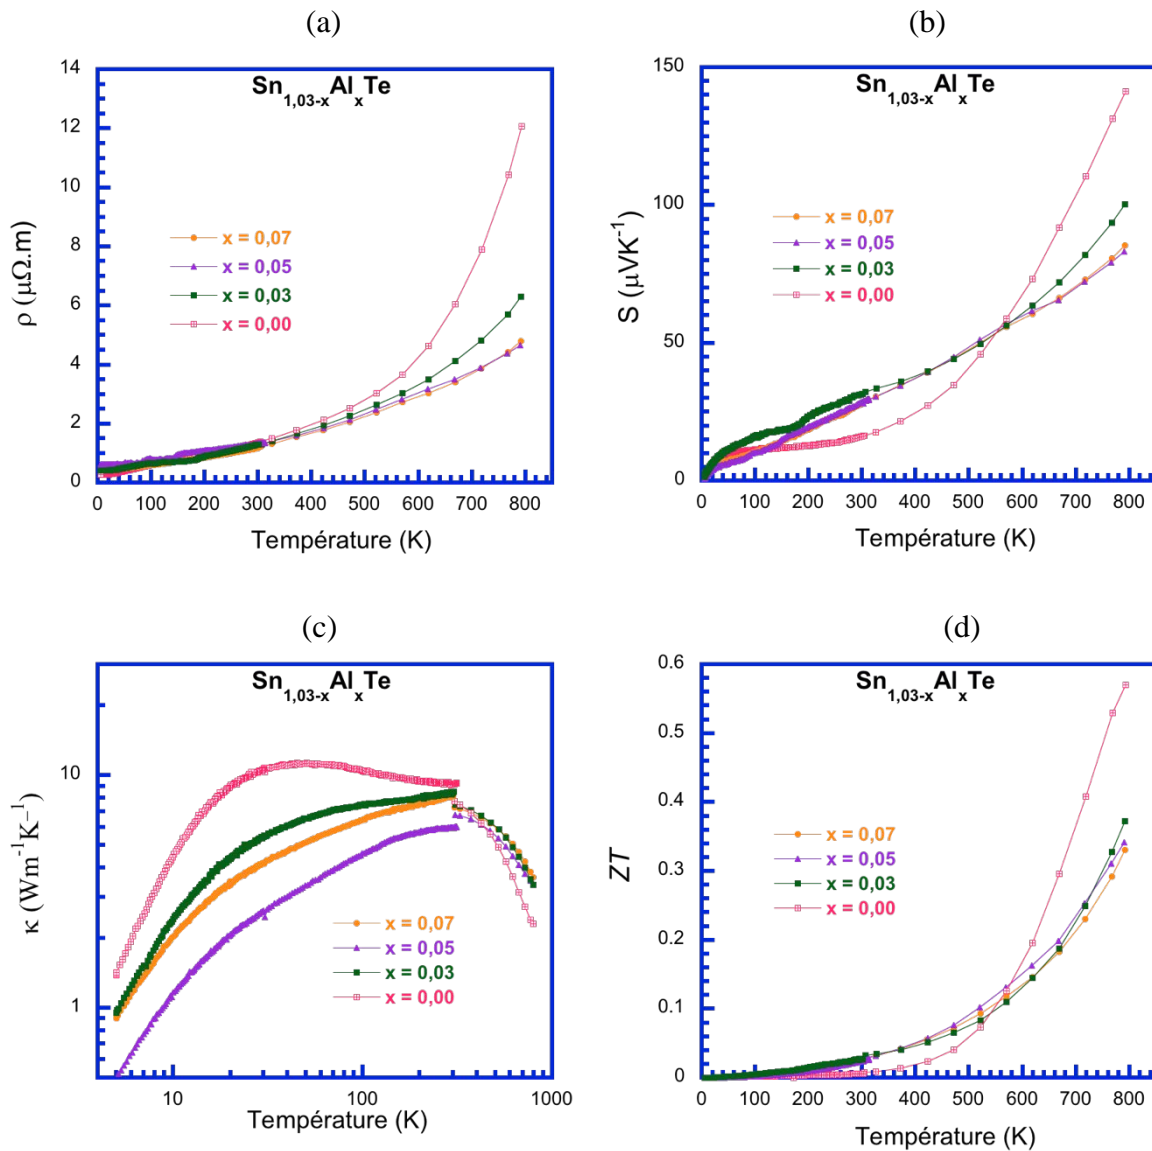 (a)
Sn1,03-xAlxTe
14
12
10
8
6
4
2
0
ρ (μΩ.m)
x = 0,07
x = 0,05
x = 0,03
x = 0,00
0 100 200 300 400 500 600 700 800
Température (K)
(b)
Sn1,03-xAlxTe
150
100
50
0
S (μVK⁻¹)
x = 0,07
x = 0,05
x = 0,03
x = 0,00
0 100 200 300 400 500 600 700 800
Température (K)
(c)
Sn1,03-xAlxTe
10
1
κ (Wm⁻¹K⁻¹)
x = 0,07
x = 0,05
x = 0,03
x = 0,00
10 100 1000
Température (K)
(d)
Sn1,03-xAlxTe
0.6
0.5
0.4
0.3
0.2
0.1
0
ZT
x = 0,07
x = 0,05
x = 0,03
x = 0,00
0 100 200 300 400 500 600 700 800
Température (K)